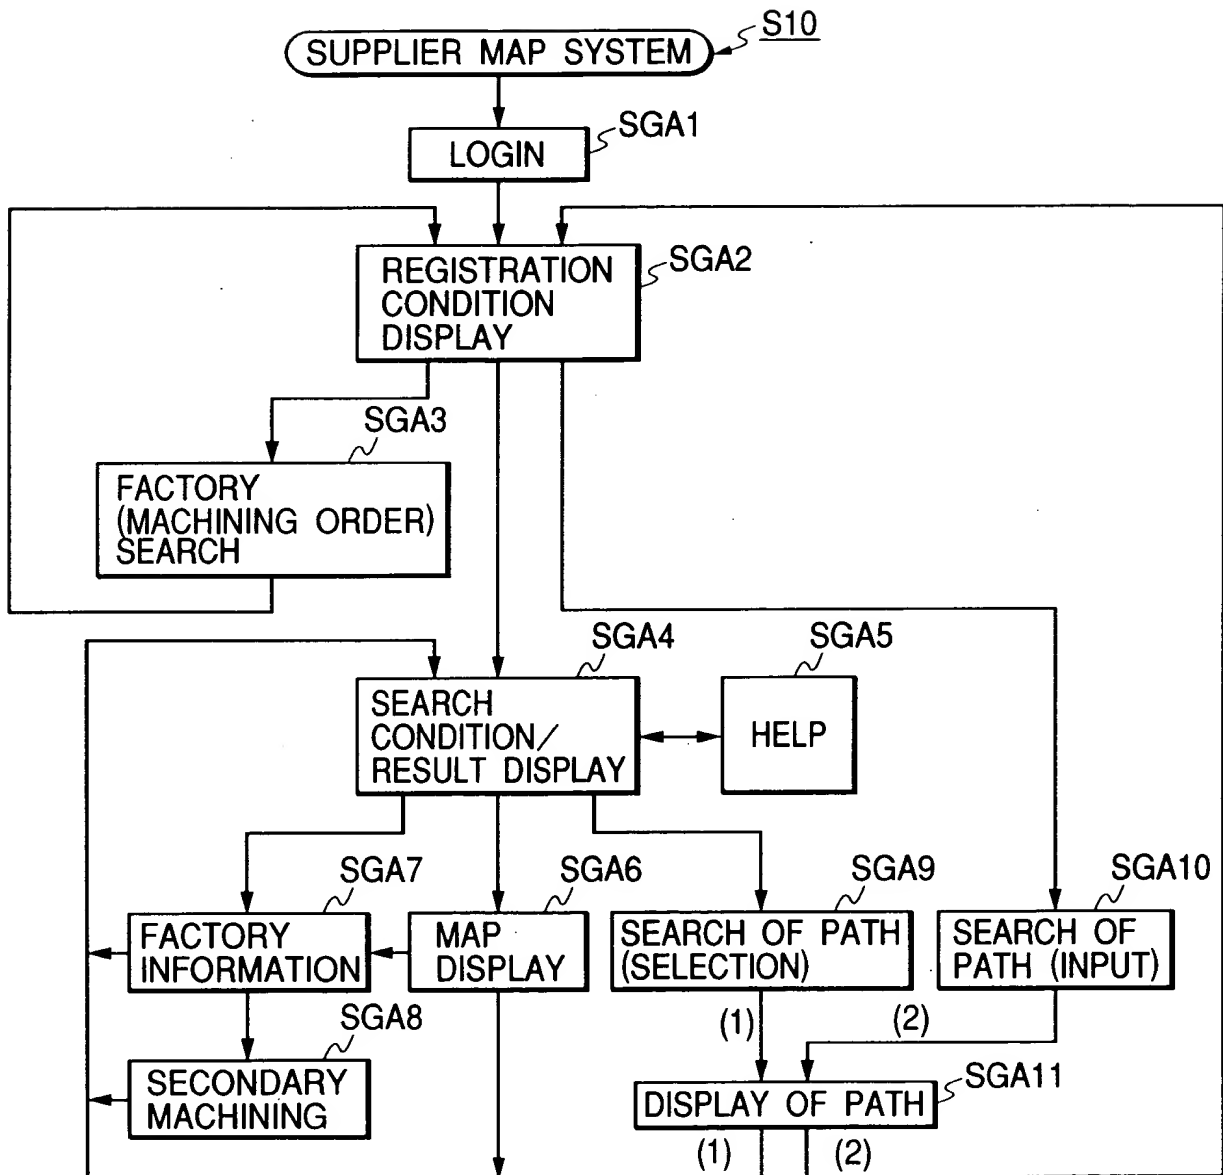 S10
SUPPLIER MAP SYSTEM
SGA1
LOGIN
SGA2
REGISTRATION
CONDITION
DISPLAY
SGA3
FACTORY
(MACHINING ORDER)
SEARCH
SGA4
SEARCH
CONDITION/
RESULT DISPLAY
SGA5
HELP
SGA7
FACTORY
INFORMATION
SGA6
MAP
DISPLAY
SGA9
SEARCH OF PATH
(SELECTION)
SGA10
SEARCH OF
PATH (INPUT)
(1)
(2)
SGA8
SECONDARY
MACHINING
SGA11
DISPLAY OF PATH
(1)
(2)